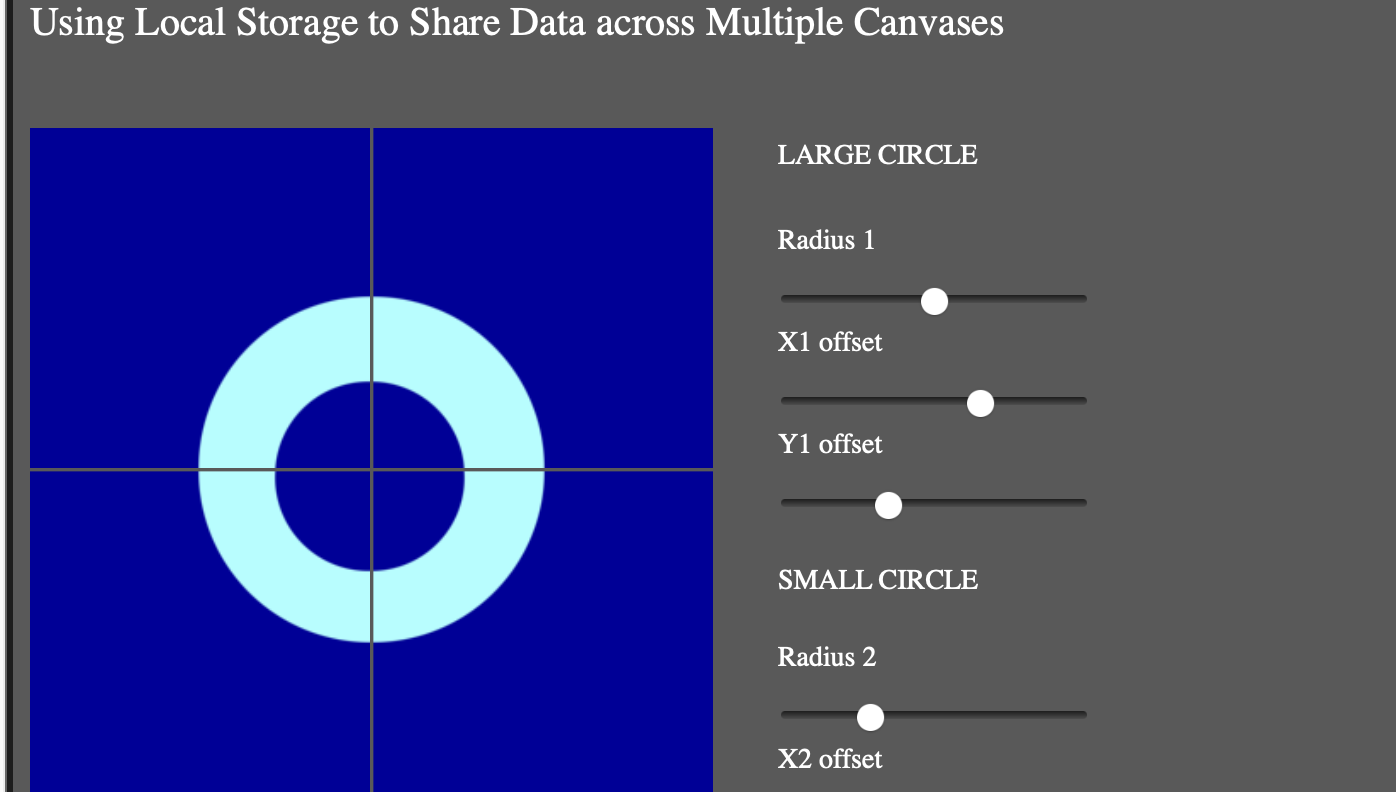 Using Local Storage to Share Data across Multiple Canvases
LARGE CIRCLE
Radius 1
X1 offset
Y1 offset
SMALL CIRCLE
Radius 2
X2 offset